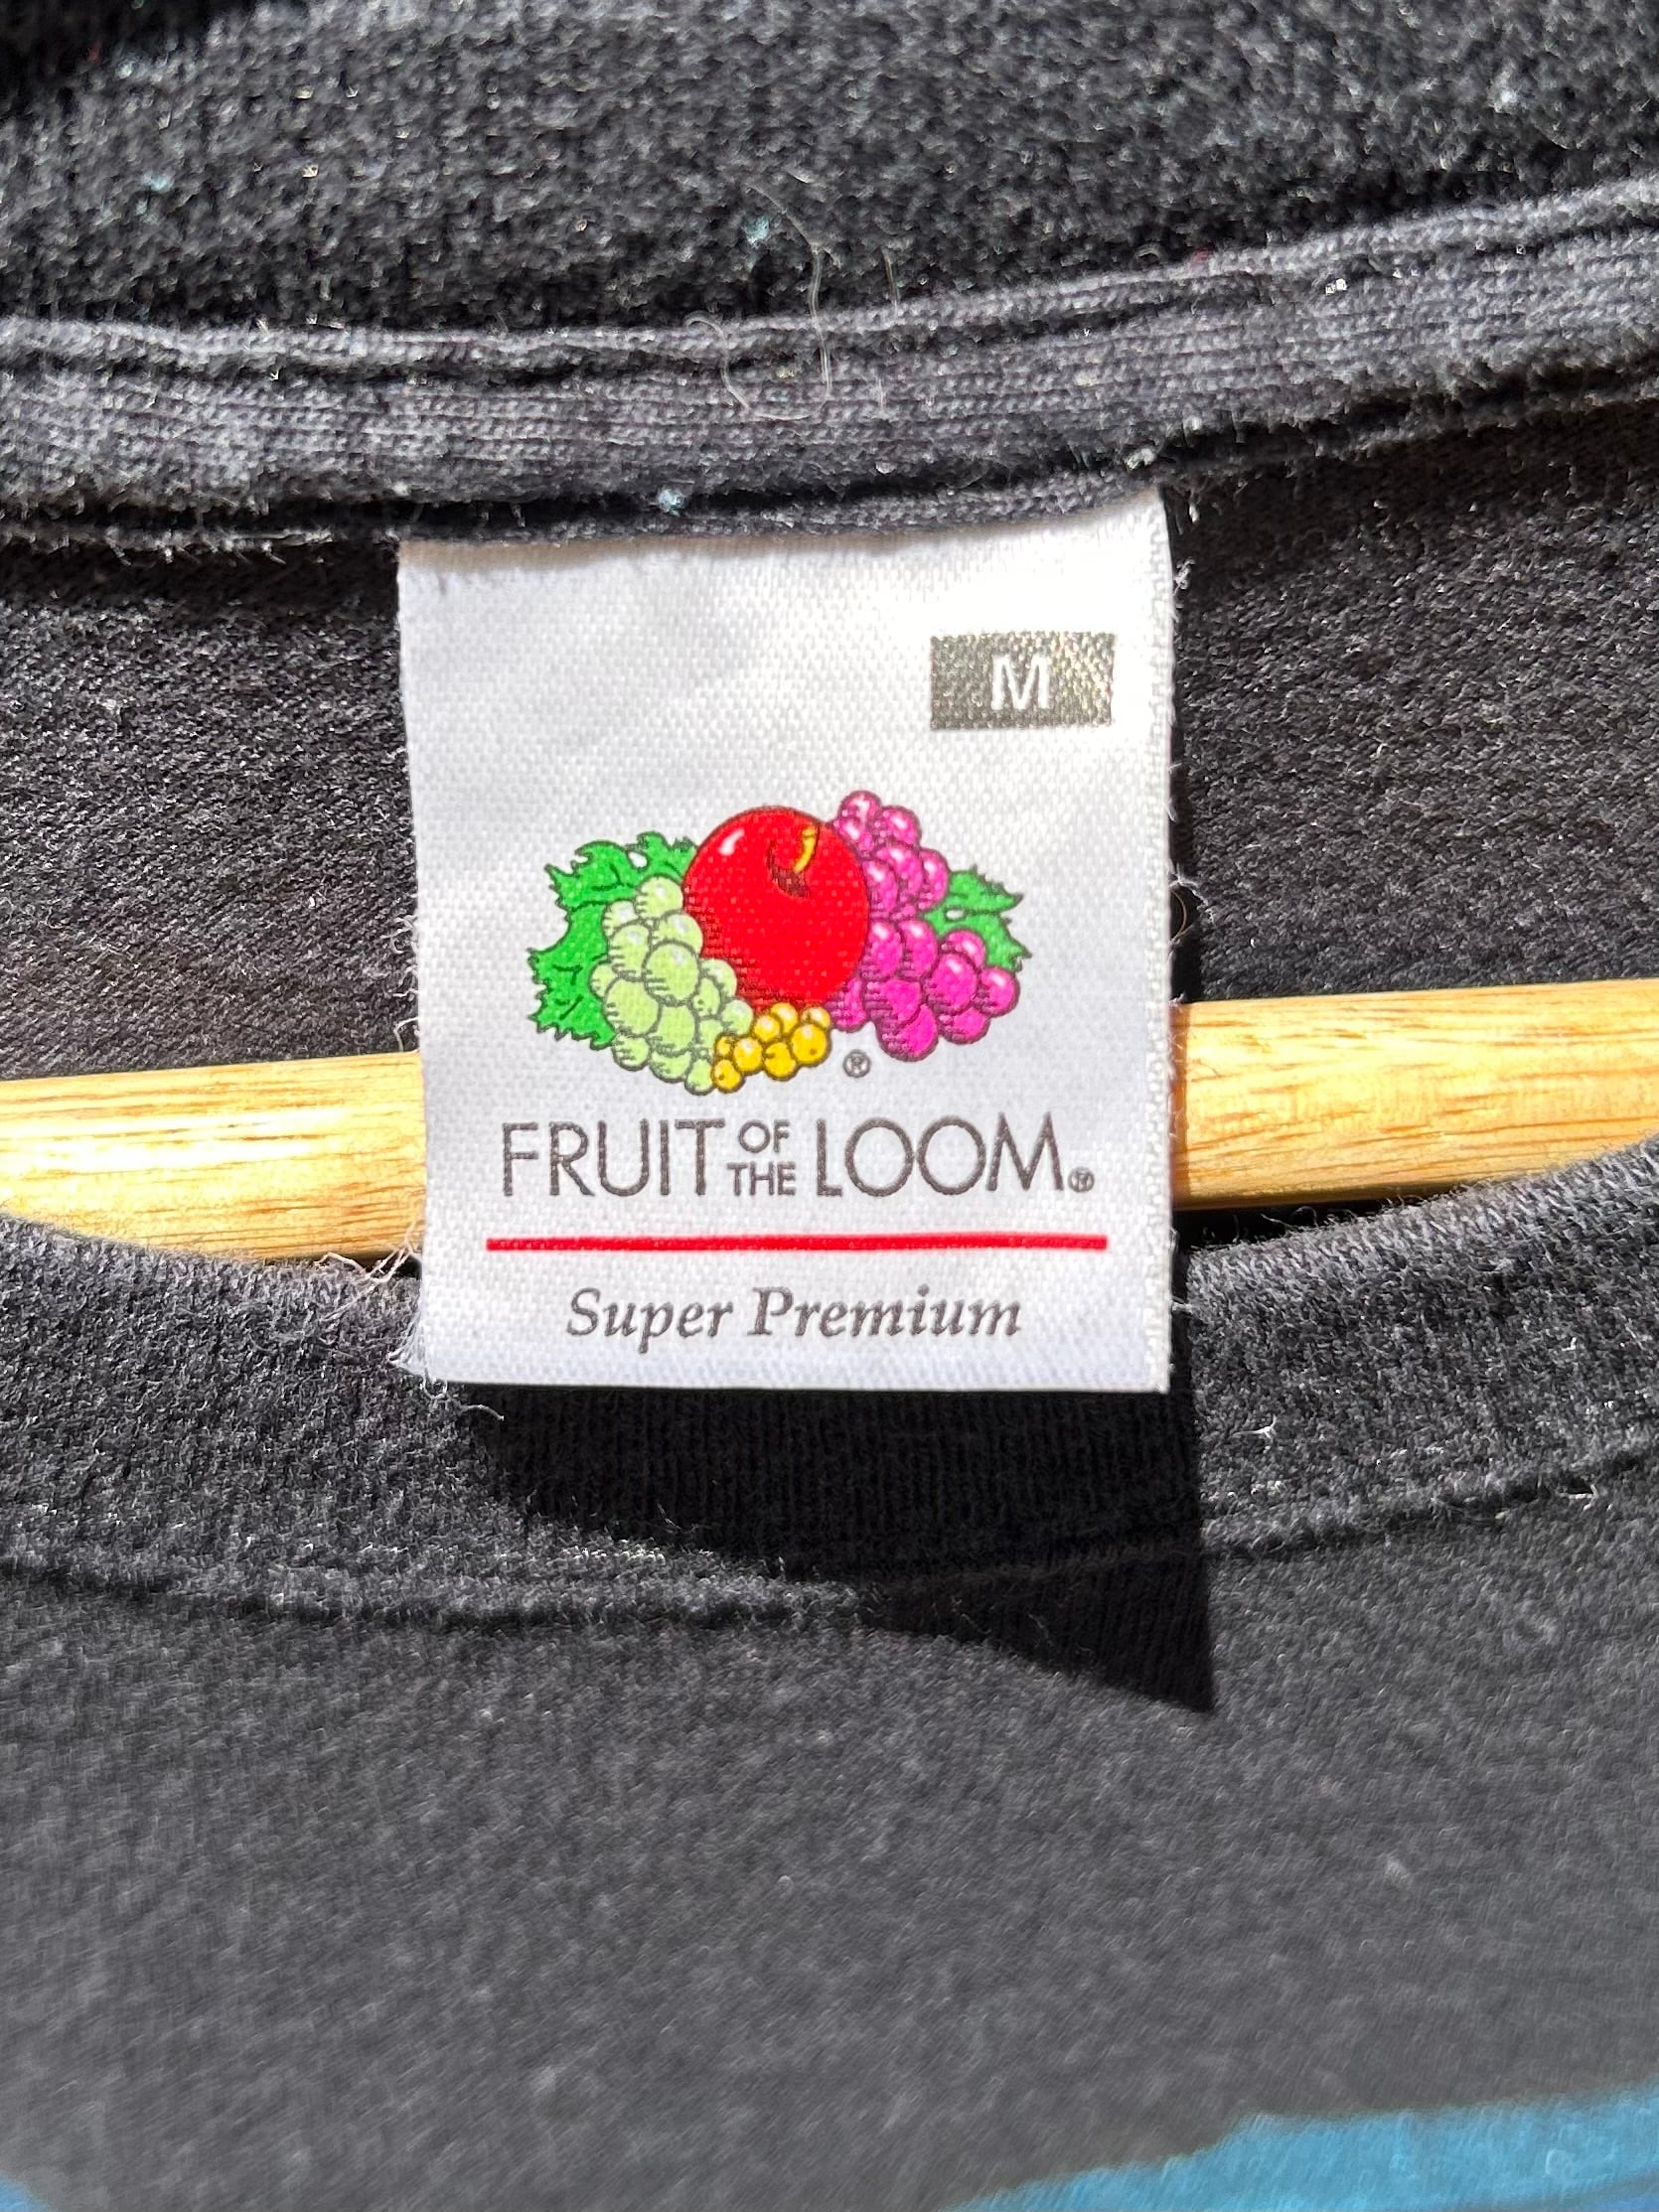 M
®
FRUIT OF THE LOOM®
Super Premium